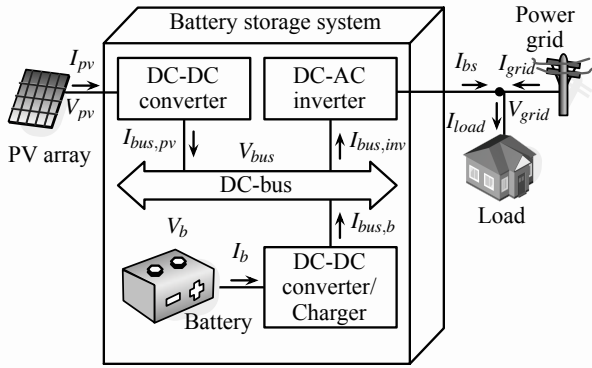 Battery storage system
Power
grid
I_pv
V_pv
PV array
DC-DC
converter
DC-AC
inverter
I_bs
I_grid
V_grid
I_load
Load
I_bus,pv
V_bus
I_bus,inv
DC-bus
V_b
I_b
I_bus,b
Battery
DC-DC
converter/
Charger